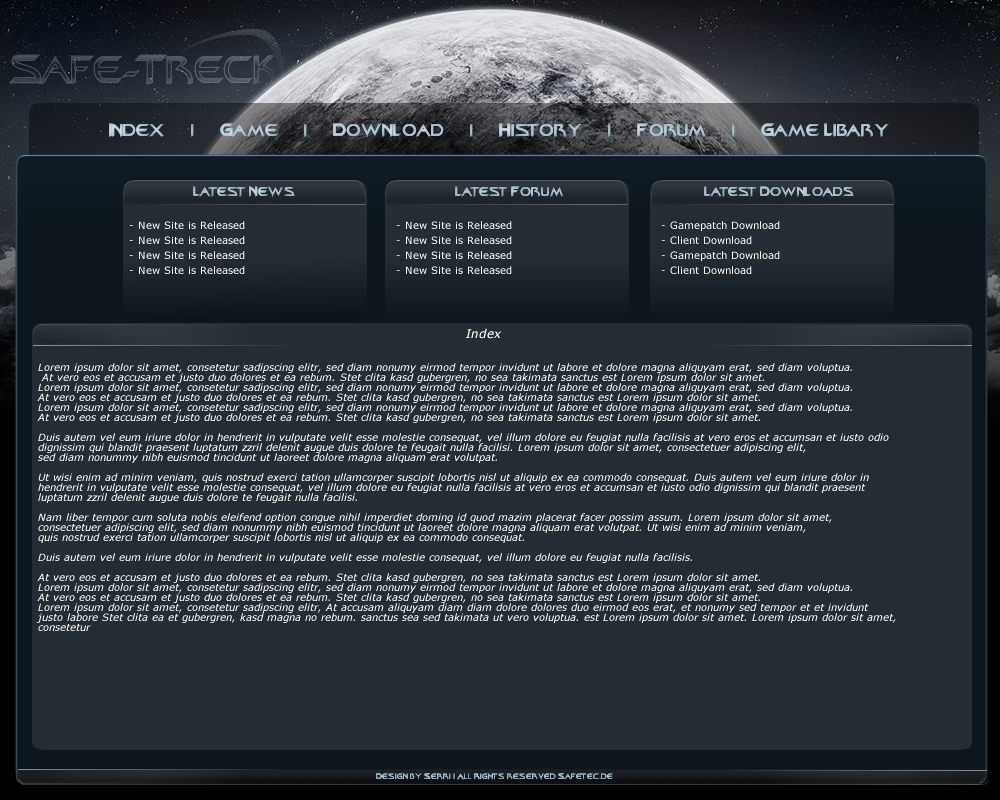 SAFE-TRECK
INDEX | GAME | DOWNLOAD | HISTORY | FORUM | GAME LIBARY
LATEST NEWS
- New Site is Released
- New Site is Released
- New Site is Released
- New Site is Released
LATEST FORUM
- New Site is Released
- New Site is Released
- New Site is Released
- New Site is Released
LATEST DOWNLOADS
- Gamepatch Download
- Client Download
- Gamepatch Download
- Client Download
Index
Lorem ipsum dolor sit amet, consetetur sadipscing elitr, sed diam nonumy eirmod tempor invidunt ut labore et dolore magna aliquyam erat, sed diam voluptua.
At vero eos et accusam et justo duo dolores et ea rebum. Stet clita kasd gubergren, no sea takimata sanctus est Lorem ipsum dolor sit amet.
Lorem ipsum dolor sit amet, consetetur sadipscing elitr, sed diam nonumy eirmod tempor invidunt ut labore et dolore magna aliquyam erat, sed diam voluptua.
At vero eos et accusam et justo duo dolores et ea rebum. Stet clita kasd gubergren, no sea takimata sanctus est Lorem ipsum dolor sit amet.
Lorem ipsum dolor sit amet, consetetur sadipscing elitr, sed diam nonumy eirmod tempor invidunt ut labore et dolore magna aliquyam erat, sed diam voluptua.
At vero eos et accusam et justo duo dolores et ea rebum. Stet clita kasd gubergren, no sea takimata sanctus est Lorem ipsum dolor sit amet.
Duis autem vel eum iriure dolor in hendrerit in vulputate velit esse molestie consequat, vel illum dolore eu feugiat nulla facilisis at vero eros et accumsan et iusto odio
dignissim qui blandit praesent luptatum zzril delenit augue duis dolore te feugait nulla facilisi. Lorem ipsum dolor sit amet, consectetuer adipiscing elit,
sed diam nonummy nibh euismod tincidunt ut laoreet dolore magna aliquam erat volutpat.
Ut wisi enim ad minim veniam, quis nostrud exerci tation ullamcorper suscipit lobortis nisl ut aliquip ex ea commodo consequat. Duis autem vel eum iriure dolor in
hendrerit in vulputate velit esse molestie consequat, vel illum dolore eu feugiat nulla facilisis at vero eros et accumsan et iusto odio dignissim qui blandit praesent
luptatum zzril delenit augue duis dolore te feugait nulla facilisi.
Nam liber tempor cum soluta nobis eleifend option congue nihil imperdiet doming id quod mazim placerat facer possim assum. Lorem ipsum dolor sit amet,
consectetuer adipiscing elit, sed diam nonummy nibh euismod tincidunt ut laoreet dolore magna aliquam erat volutpat. Ut wisi enim ad minim veniam,
quis nostrud exerci tation ullamcorper suscipit lobortis nisl ut aliquip ex ea commodo consequat.
Duis autem vel eum iriure dolor in hendrerit in vulputate velit esse molestie consequat, vel illum dolore eu feugiat nulla facilisis.
At vero eos et accusam et justo duo dolores et ea rebum. Stet clita kasd gubergren, no sea takimata sanctus est Lorem ipsum dolor sit amet.
Lorem ipsum dolor sit amet, consetetur sadipscing elitr, sed diam nonumy eirmod tempor invidunt ut labore et dolore magna aliquyam erat, sed diam voluptua.
At vero eos et accusam et justo duo dolores et ea rebum. Stet clita kasd gubergren, no sea takimata sanctus est Lorem ipsum dolor sit amet.
Lorem ipsum dolor sit amet, consetetur sadipscing elitr, At accusam aliquyam diam diam dolore dolores duo eirmod eos erat, et nonumy sed tempor et et invidunt
justo labore Stet clita ea et gubergren, kasd magna no rebum. sanctus sea sed takimata ut vero voluptua. est Lorem ipsum dolor sit amet. Lorem ipsum dolor sit amet,
consetetur
DESIGN BY SERRI | ALL RIGHTS RESERVED SAFETEC.DE